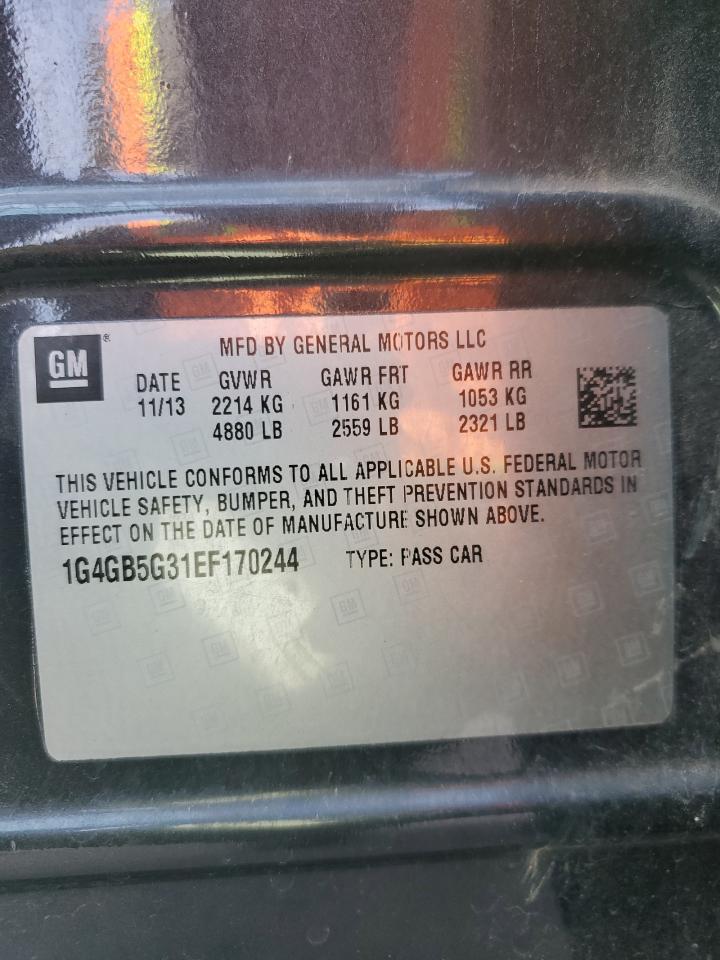 GM ®
MFD BY GENERAL MOTORS LLC
DATE GVWR GAWR FRT GAWR RR
11/13 2214 KG 1161 KG 1053 KG
4880 LB 2559 LB 2321 LB
THIS VEHICLE CONFORMS TO ALL APPLICABLE U.S. FEDERAL MOTOR
VEHICLE SAFETY, BUMPER, AND THEFT PREVENTION STANDARDS IN
EFFECT ON THE DATE OF MANUFACTURE SHOWN ABOVE.
1G4GB5G31EF170244 TYPE: PASS CAR